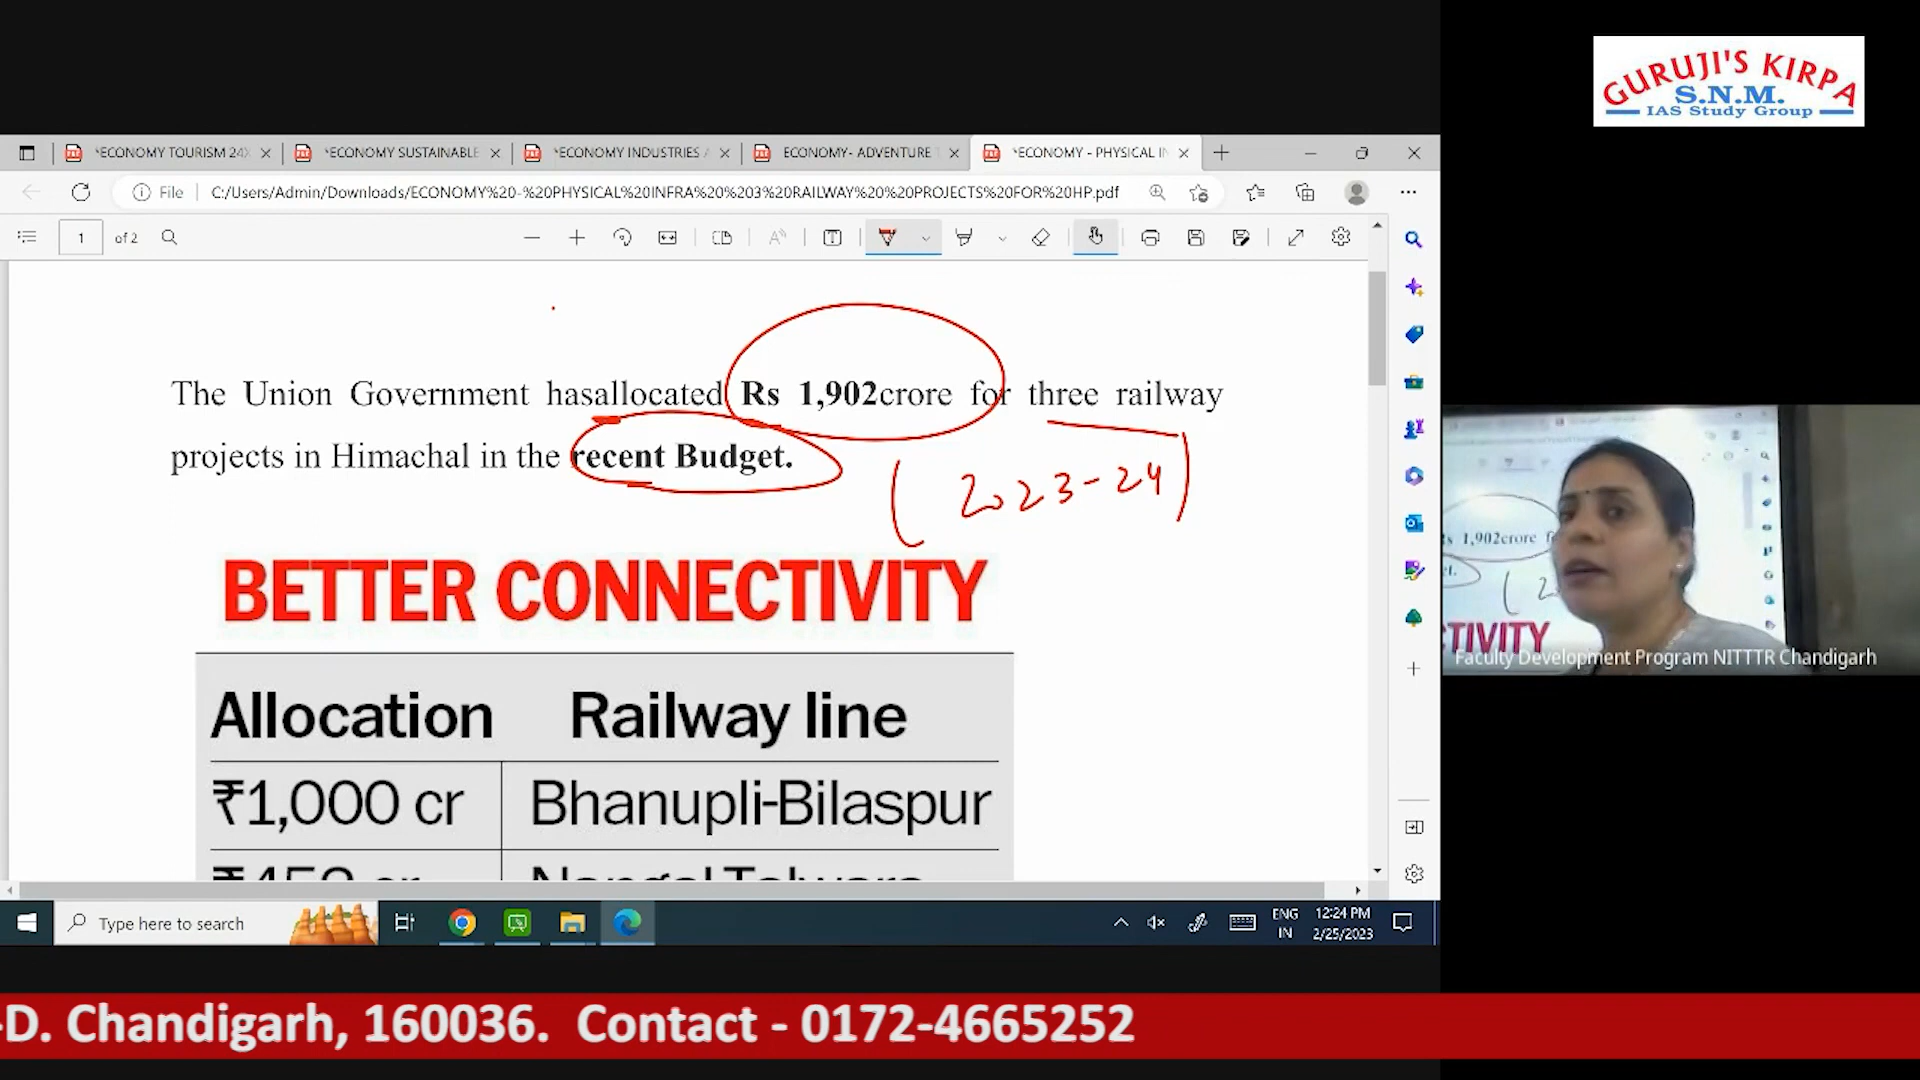 GURUJI'S KIRPA
S.N.M.
IAS Study Group
*ECONOMY TOURISM 24X
*ECONOMY SUSTAINABLE
*ECONOMY INDUSTRIES
ECONOMY- ADVENTURE
*ECONOMY - PHYSICAL IN
File
C:/Users/Admin/Downloads/ECONOMY%20-%20PHYSICAL%20INFRA%20%203%20RAILWAY%20%20PROJECTS%20FOR%20HP.pdf
1 of 2
The Union Government hasallocated Rs 1,902crore for three railway
projects in Himachal in the recent Budget.
( 2023-24 )
BETTER CONNECTIVITY
Allocation Railway line
₹1,000 cr Bhanupli-Bilaspur
s 1,902crore f
TIVITY
Faculty Development Program NITTTR Chandigarh
Type here to search
ENG
IN
12:24 PM
2/25/2023
-D. Chandigarh, 160036. Contact - 0172-4665252